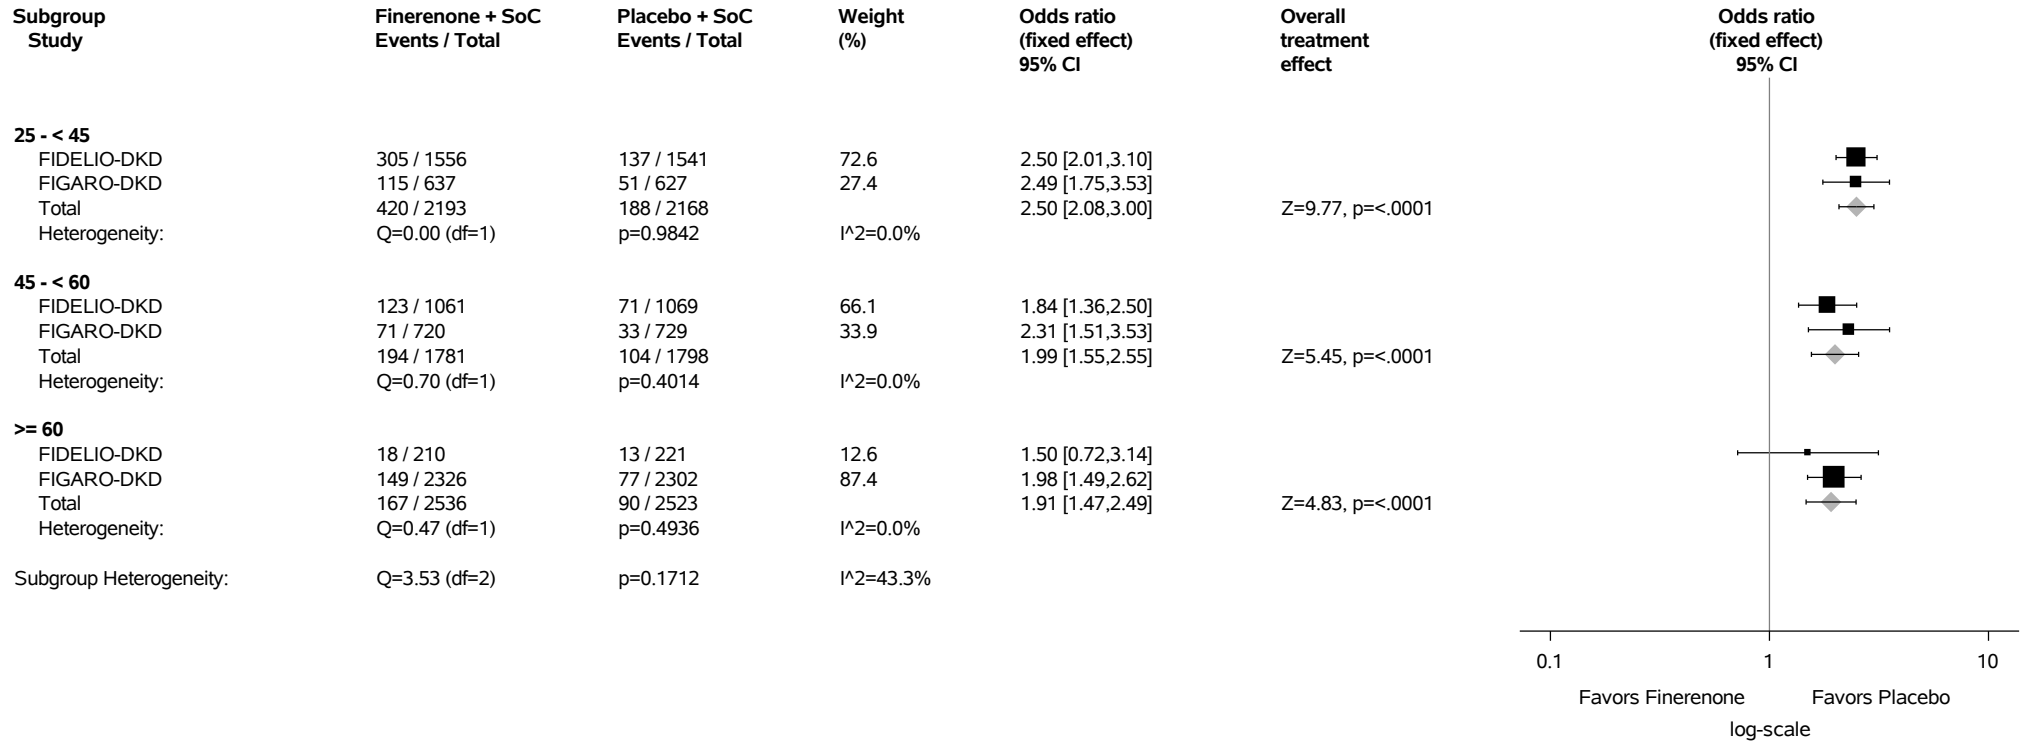 Subgroup Finerenone + SoC Placebo + SoC Weight Odds ratio Overall Odds ratio
Study Events / Total Events / Total (%) (fixed effect) treatment (fixed effect)
95% CI effect 95% CI
25 - < 45
FIDELIO-DKD 305 / 1556 137 / 1541 72.6 2.50 [2.01,3.10]
FIGARO-DKD 115 / 637 51 / 627 27.4 2.49 [1.75,3.53]
Total 420 / 2193 188 / 2168 2.50 [2.08,3.00] Z=9.77, p=<.0001
Heterogeneity: Q=0.00 (df=1) p=0.9842 I^2=0.0%
45 - < 60
FIDELIO-DKD 123 / 1061 71 / 1069 66.1 1.84 [1.36,2.50]
FIGARO-DKD 71 / 720 33 / 729 33.9 2.31 [1.51,3.53]
Total 194 / 1781 104 / 1798 1.99 [1.55,2.55] Z=5.45, p=<.0001
Heterogeneity: Q=0.70 (df=1) p=0.4014 I^2=0.0%
>= 60
FIDELIO-DKD 18 / 210 13 / 221 12.6 1.50 [0.72,3.14]
FIGARO-DKD 149 / 2326 77 / 2302 87.4 1.98 [1.49,2.62]
Total 167 / 2536 90 / 2523 1.91 [1.47,2.49] Z=4.83, p=<.0001
Heterogeneity: Q=0.47 (df=1) p=0.4936 I^2=0.0%
Subgroup Heterogeneity: Q=3.53 (df=2) p=0.1712 I^2=43.3%
0.1 1 10
Favors Finerenone Favors Placebo
log-scale